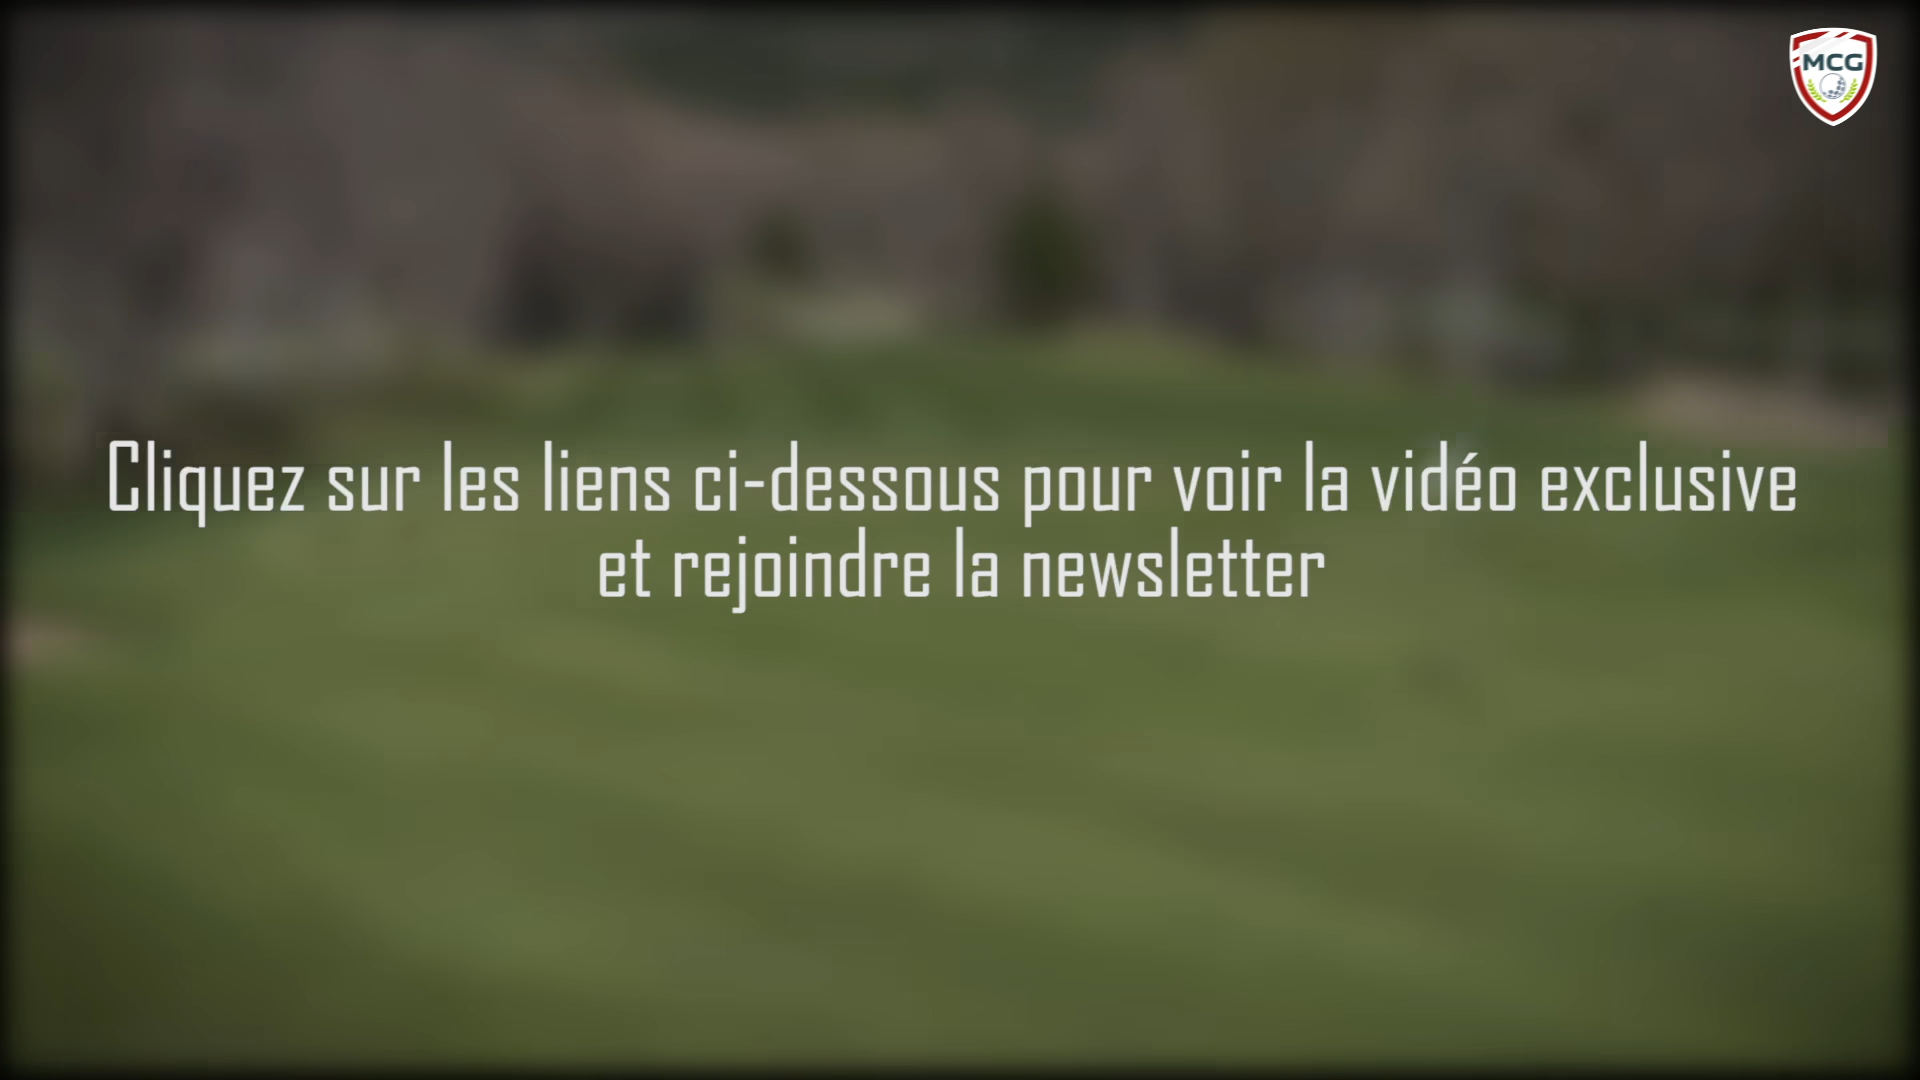 MCG
Cliquez sur les liens ci-dessous pour voir la vidéo exclusive
et rejoindre la newsletter